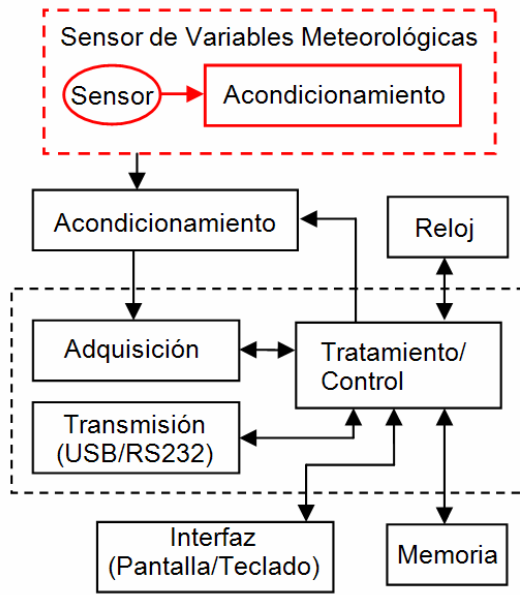 Sensor de Variables Meteorológicas
Sensor
Acondicionamiento
Acondicionamiento
Reloj
Adquisición
Tratamiento/
Control
Transmisión
(USB/RS232)
Interfaz
(Pantalla/Teclado)
Memoria